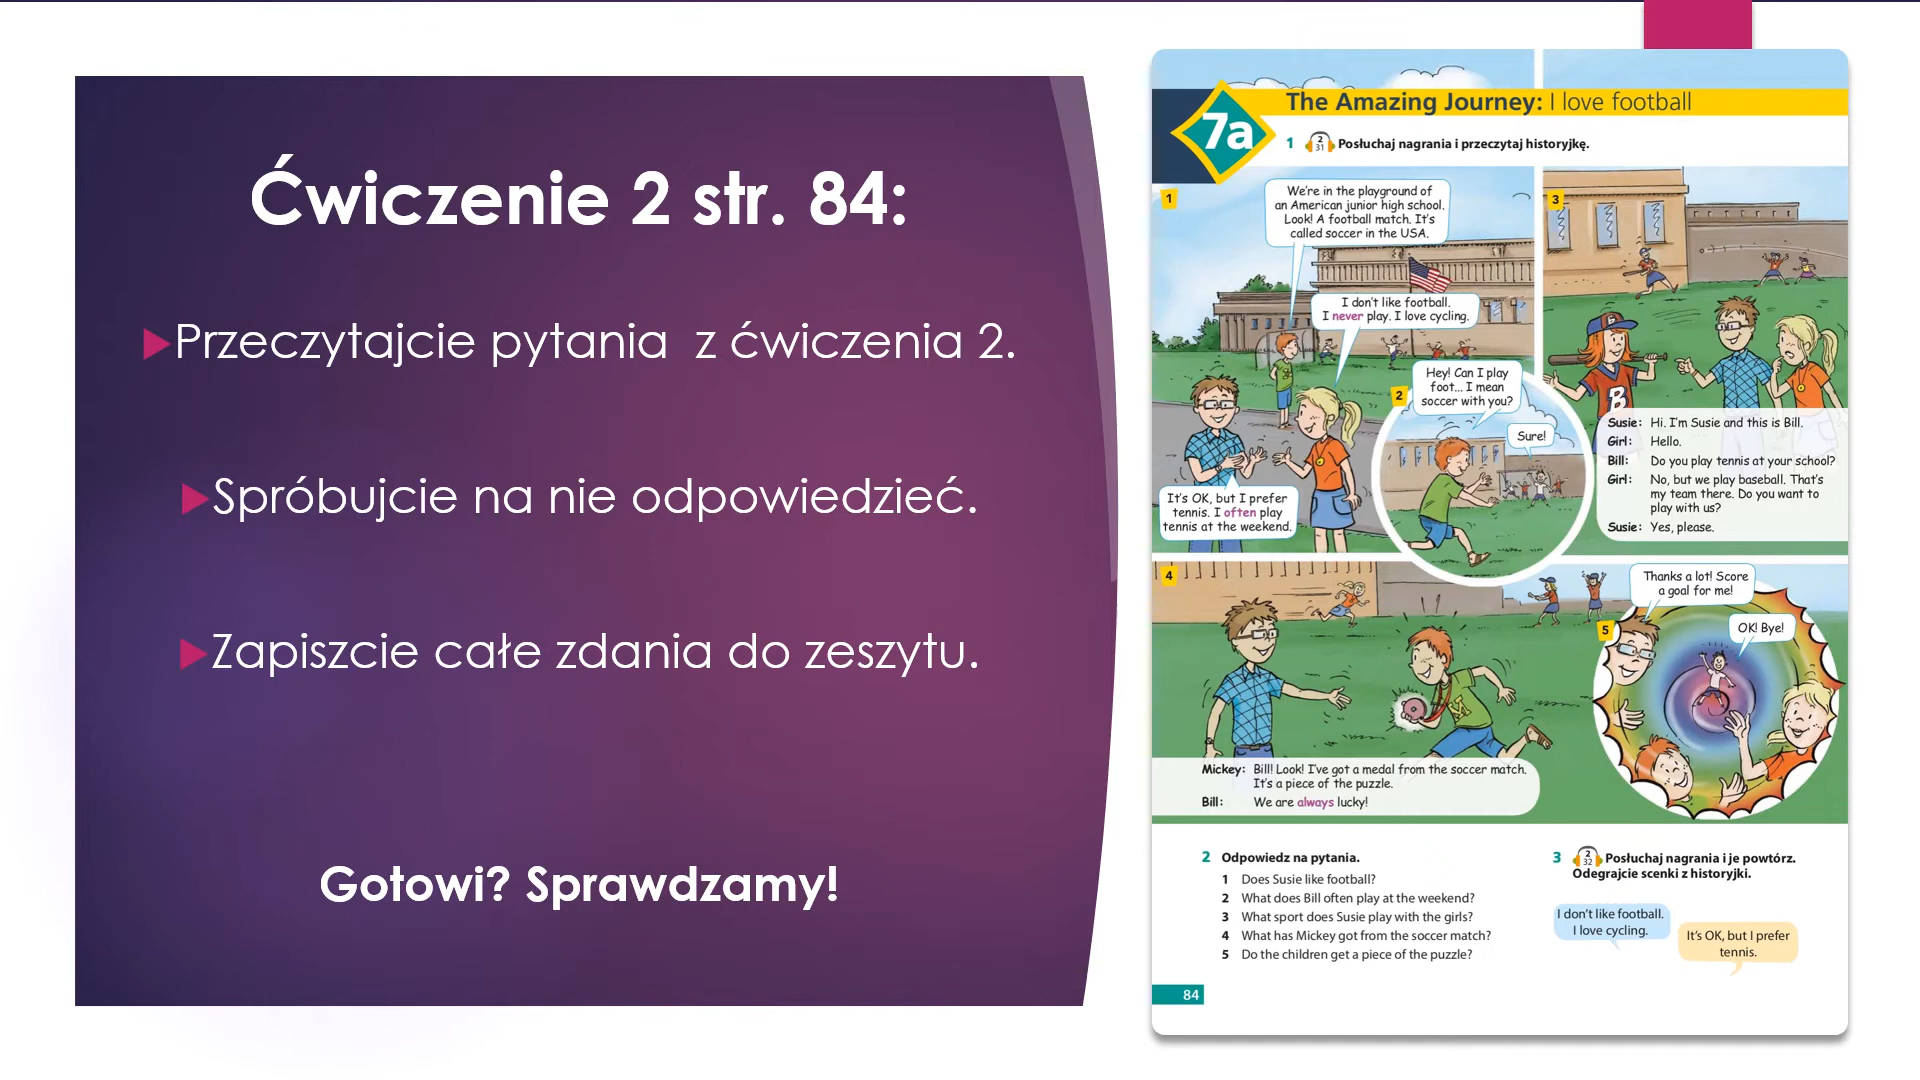 Ćwiczenie 2 str. 84:
Przeczytajcie pytania z ćwiczenia 2.
Spróbujcie na nie odpowiedzieć.
Zapiszcie całe zdania do zeszytu.
Gotowi? Sprawdzamy!
7a
The Amazing Journey: I love football
1 2 31 Posłuchaj nagrania i przeczytaj historyjkę.
1
We're in the playground of
an American junior high school.
Look! A football match. It's
called soccer in the USA.
I don't like football.
I never play. I love cycling.
It's OK, but I prefer
tennis. I often play
tennis at the weekend.
2
Hey! Can I play
foot... I mean
soccer with you?
Sure!
3
B
B
Susie: Hi. I'm Susie and this is Bill.
Girl: Hello.
Bill: Do you play tennis at your school?
Girl: No, but we play baseball. That's
my team there. Do you want to
play with us?
Susie: Yes, please.
4
Mickey: Bill! Look! I've got a medal from the soccer match.
It's a piece of the puzzle.
Bill: We are always lucky!
5
Thanks a lot! Score
a goal for me!
OK! Bye!
2 Odpowiedz na pytania.
1 Does Susie like football?
2 What does Bill often play at the weekend?
3 What sport does Susie play with the girls?
4 What has Mickey got from the soccer match?
5 Do the children get a piece of the puzzle?
3 2 32 Posłuchaj nagrania i je powtórz.
Odegrajcie scenki z historyjki.
I don't like football.
I love cycling.
It's OK, but I prefer
tennis.
84